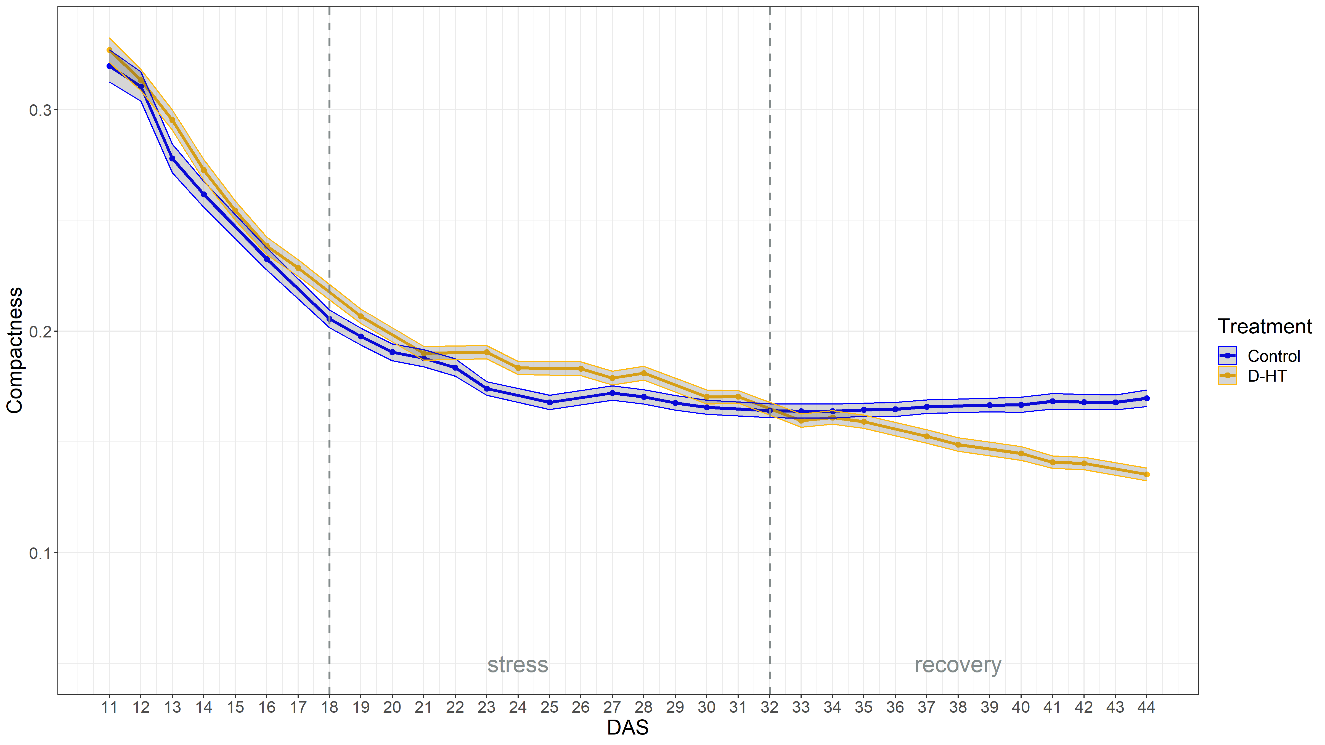 Compactness
0.3
0.2
0.1
stress
recovery
11 12 13 14 15 16 17 18 19 20 21 22 23 24 25 26 27 28 29 30 31 32 33 34 35 36 37 38 39 40 41 42 43 44
DAS
Treatment
Control
D-HT